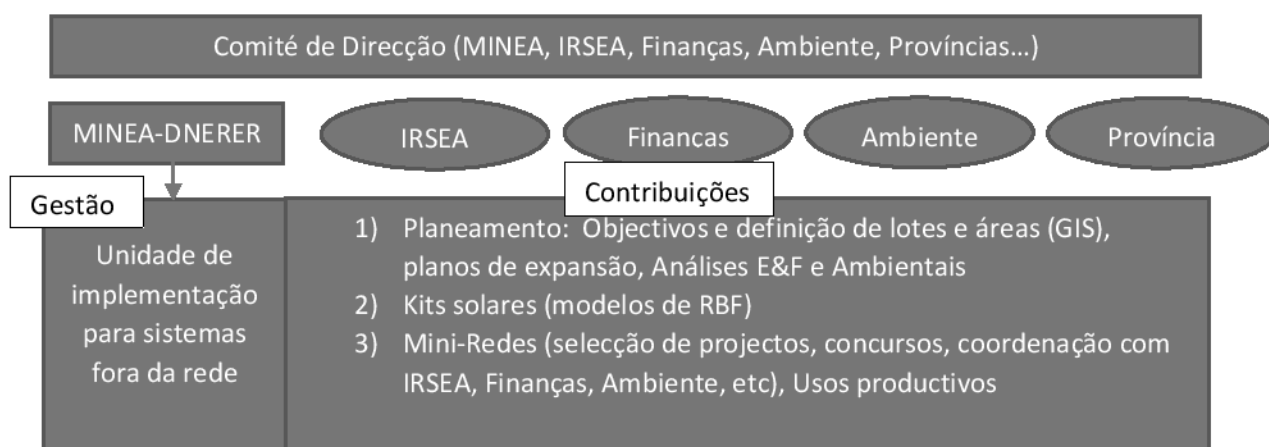 Comité de Direcção (MINEA, IRSEA, Finanças, Ambiente, Províncias...)
MINEA-DNERER
IRSEA
Finanças
Ambiente
Província
Gestão
Contribuições
Unidade de
implementação
para sistemas
fora da rede
1) Planeamento: Objectivos e definição de lotes e áreas (GIS),
planos de expansão, Análises E&F e Ambientais
2) Kits solares (modelos de RBF)
3) Mini-Redes (selecção de projectos, concursos, coordenação com
IRSEA, Finanças, Ambiente, etc), Usos productivos